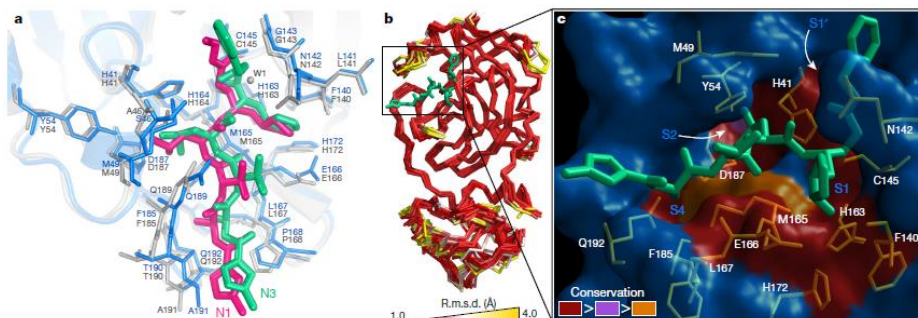 a
C145
C145
G143
G143
N142
N142
L141
L141
W1
H41
H41
H164
H164
H163
H163
F140
F140
Y54
Y54
M165
M165
H172
H172
M49
M49
D187
D187
E166
E166
Q189
Q189
F185
F185
L167
L167
P168
P168
T190
T190
Q192
Q192
A191
A191
N1
N3
b
R.m.s.d. (Å)
1.0
4.0
c
S1′
M49
Y54
H41
N142
S2
D187
C145
S4
S1
M165
H163
Q192
E166
F140
F185
L167
H172
Conservation
> >